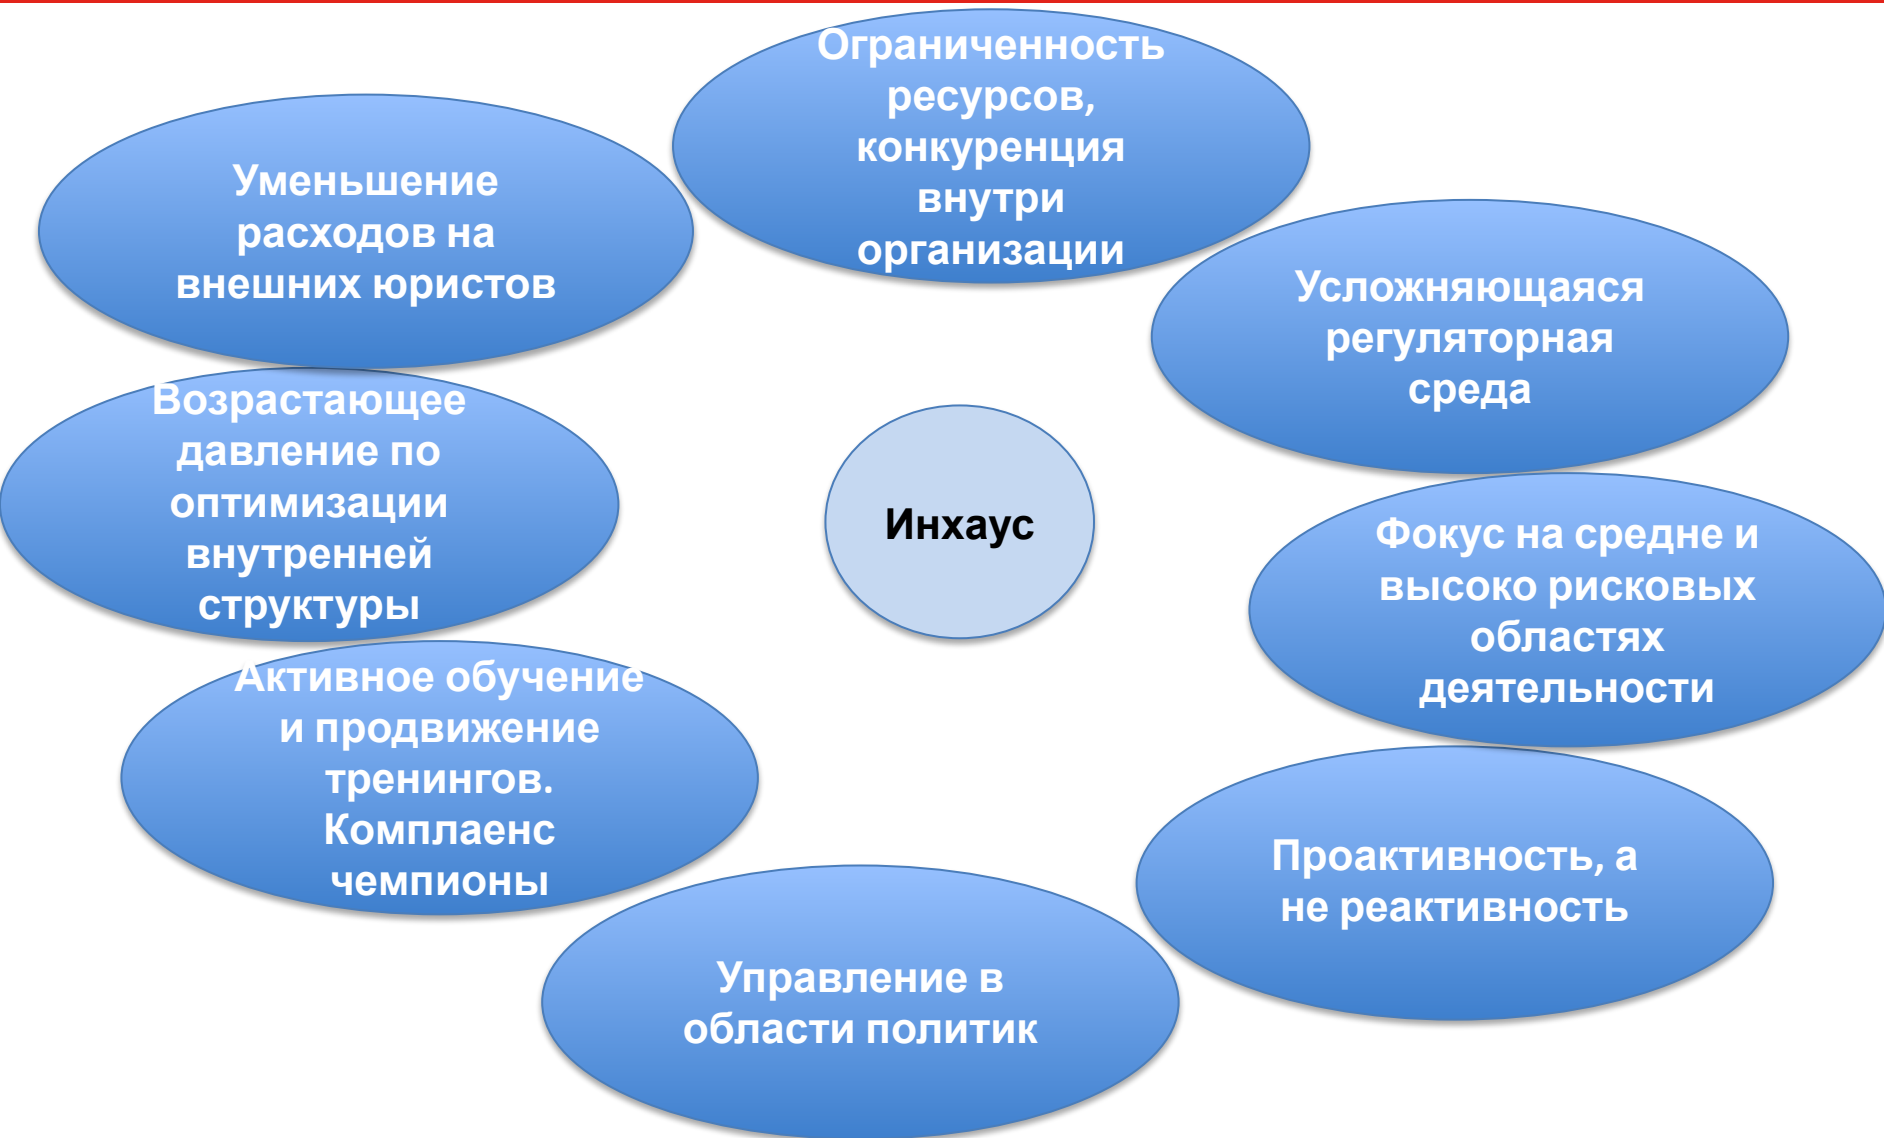 Ограниченность
ресурсов,
конкуренция
внутри
организации
Уменьшение
расходов на
внешних юристов
Усложняющаяся
регуляторная
среда
Возрастающее
давление по
оптимизации
внутренней
структуры
Инхаус
Фокус на средне и
высоко рисковых
областях
деятельности
Активное обучение
и продвижение
тренингов.
Комплаенс
чемпионы
Проактивность, а
не реактивность
Управление в
области политик